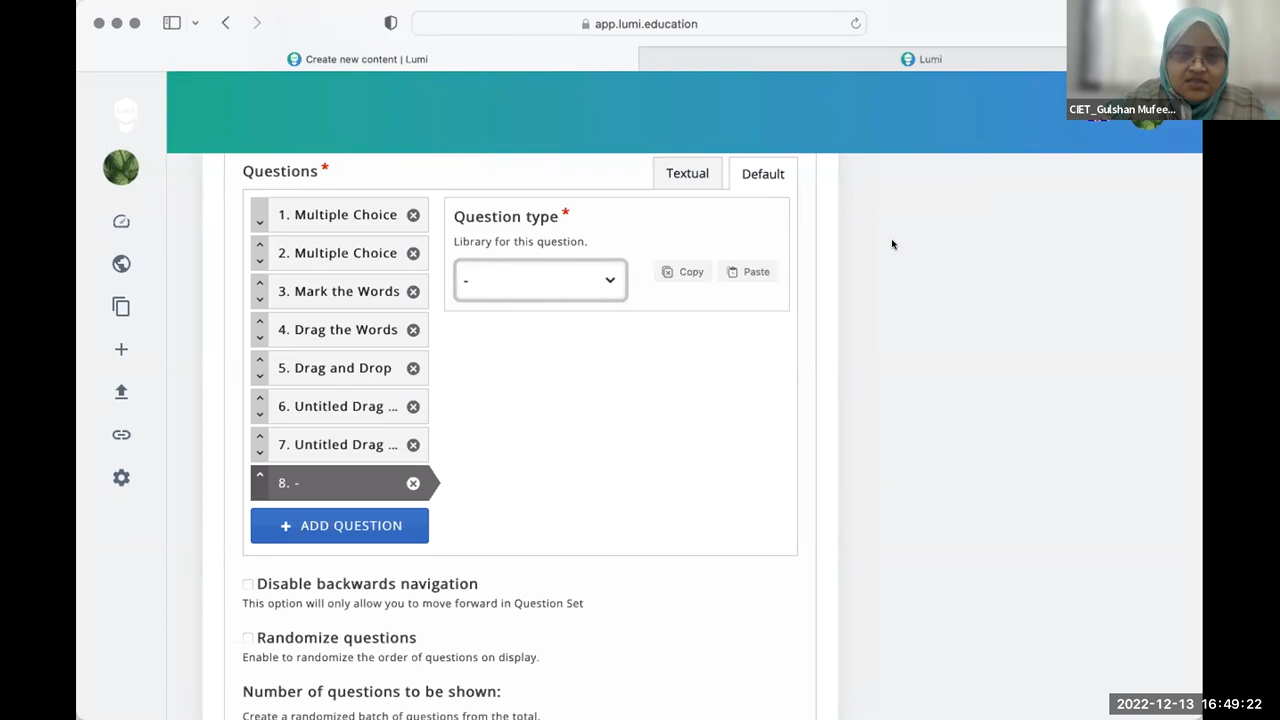 app.lumi.education
Create new content | Lumi
Lumi
CIET_Gulshan Mufee...
Questions *
Textual
Default
1. Multiple Choice
2. Multiple Choice
3. Mark the Words
4. Drag the Words
5. Drag and Drop
6. Untitled Drag ...
7. Untitled Drag ...
8. -
+ ADD QUESTION
Question type *
Library for this question.
-
Copy
Paste
Disable backwards navigation
This option will only allow you to move forward in Question Set
Randomize questions
Enable to randomize the order of questions on display.
Number of questions to be shown:
Create a randomized batch of questions from the total.
2022-12-13 16:49:22